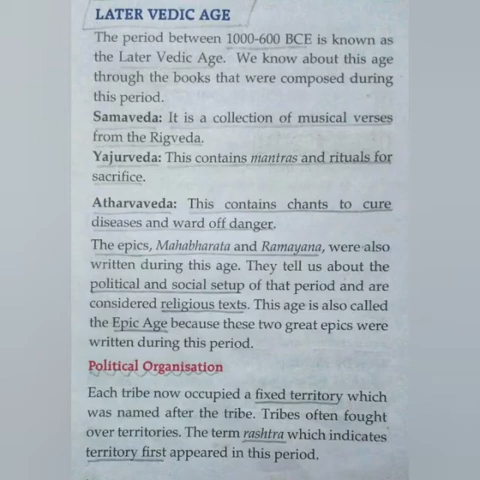 LATER VEDIC AGE
The period between 1000-600 BCE is known as
the Later Vedic Age. We know about this age
through the books that were composed during
this period.
Samaveda: It is a collection of musical verses
from the Rigveda.
Yajurveda: This contains mantras and rituals for
sacrifice.
Atharvaveda: This contains chants to cure
diseases and ward off danger.
The epics, Mahabharata and Ramayana, were also
written during this age. They tell us about the
political and social setup of that period and are
considered religious texts. This age is also called
the Epic Age because these two great epics were
written during this period.
Political Organisation
Each tribe now occupied a fixed territory which
was named after the tribe. Tribes often fought
over territories. The term rashtra which indicates
territory first appeared in this period.